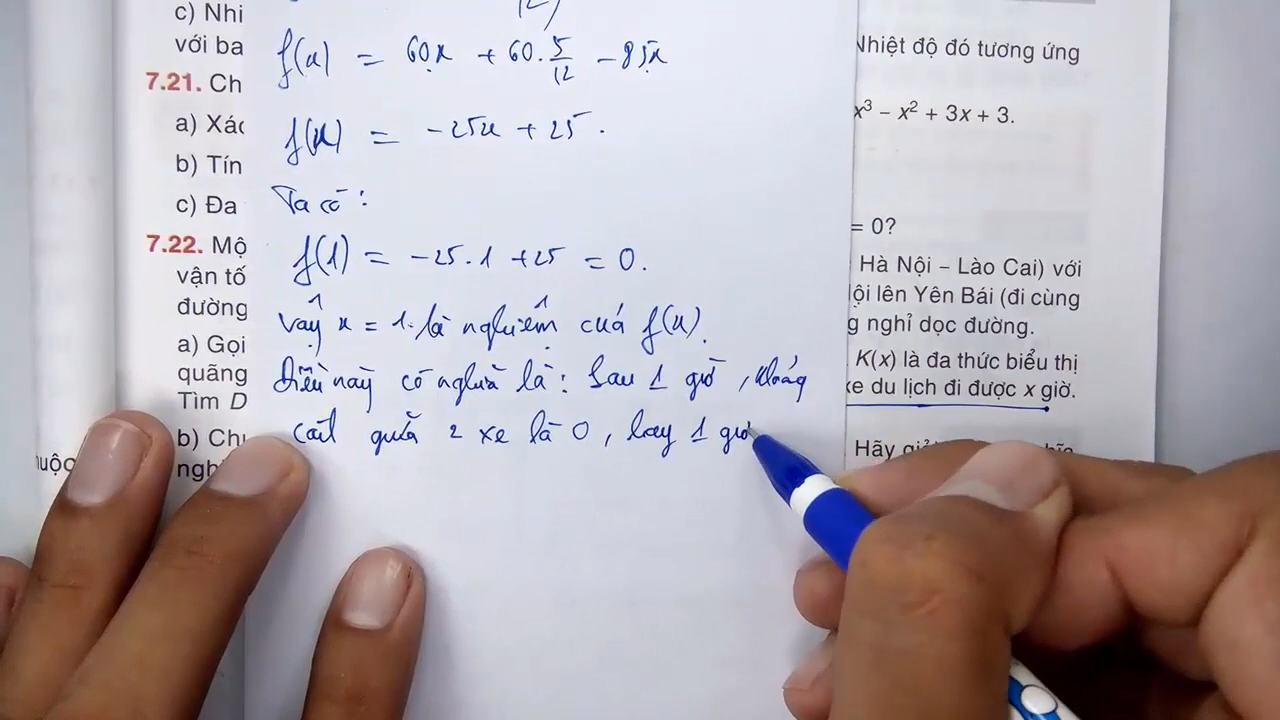 c) Nhi
với ba
7.21. Ch
a) Xác
b) Tín
c) Đa
7.22. Mộ
vận tố
đường
a) Gọi
quãng
Tìm D
b) Chu
nghi
uộc
f(x) = 60x + 60. 5/12 - 85x
f(x) = -25x + 25.
Ta có:
f(1) = -25.1 + 25 = 0.
Vậy x = 1 là nghiệm của f(x).
Điều này có nghĩa là: Sau 1 giờ, khoảng
cách giữa 2 xe là 0, hay 1 giờ
Nhiệt độ đó tương ứng
x³ – x² + 3x + 3.
= 0?
Hà Nội – Lào Cai) với
ội lên Yên Bái (đi cùng
g nghỉ dọc đường.
K(x) là đa thức biểu thị
xe du lịch đi được x giờ.
Hãy giả